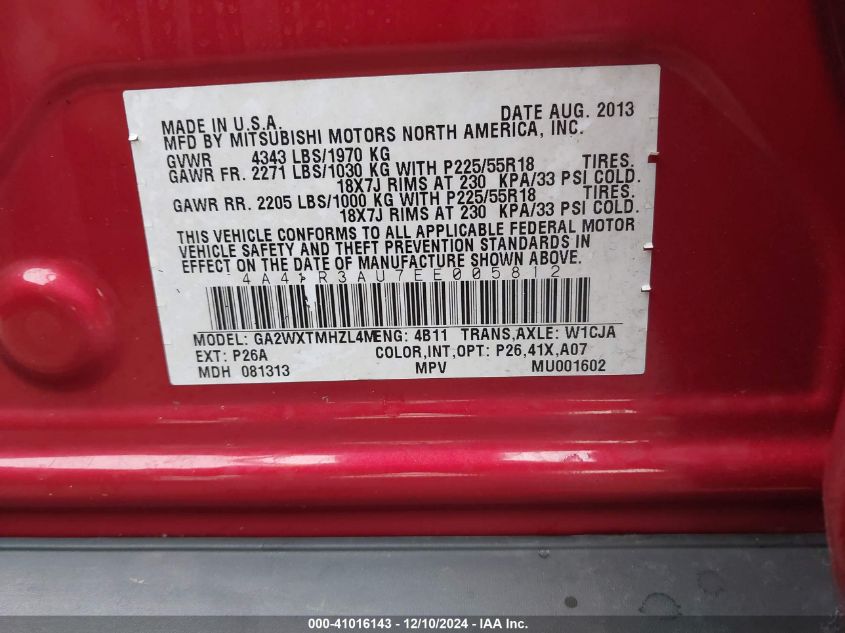 MADE IN U.S.A. DATE AUG. 2013
MFD BY MITSUBISHI MOTORS NORTH AMERICA, INC.
GVWR 4343 LBS/1970 KG
GAWR FR. 2271 LBS/1030 KG WITH P225/55R18 TIRES.
18X7J RIMS AT 230 KPA/33 PSI COLD.
GAWR RR. 2205 LBS/1000 KG WITH P225/55R18 TIRES.
18X7J RIMS AT 230 KPA/33 PSI COLD.
THIS VEHICLE CONFORMS TO ALL APPLICABLE FEDERAL MOTOR
VEHICLE SAFETY AND THEFT PREVENTION STANDARDS IN
EFFECT ON THE DATE OF MANUFACTURE SHOWN ABOVE.
MODEL: GA2WXTMHZL4M ENG: 4B11 TRANS,AXLE: W1CJA
EXT: P26A COLOR,INT,OPT: P26,41X,A07
MDH 081313 MPV MU001602
000-41016143 - 12/10/2024 - IAA Inc.